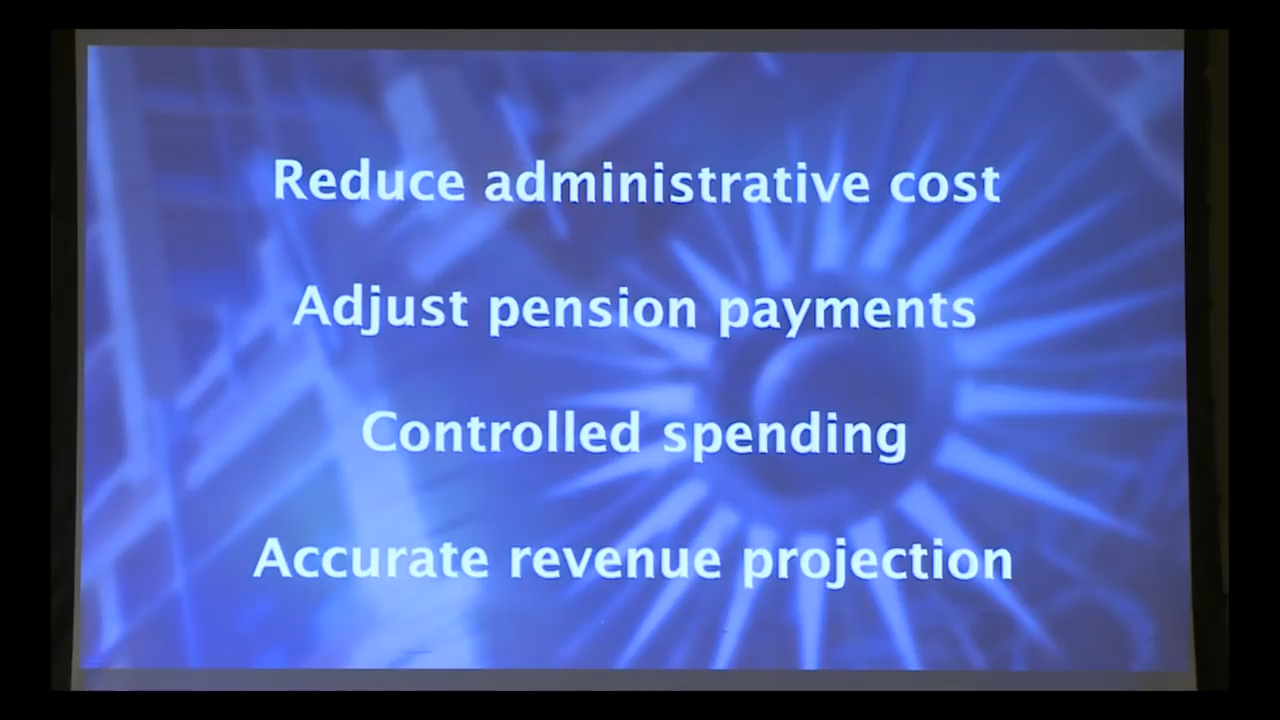 Reduce administrative cost
Adjust pension payments
Controlled spending
Accurate revenue projection